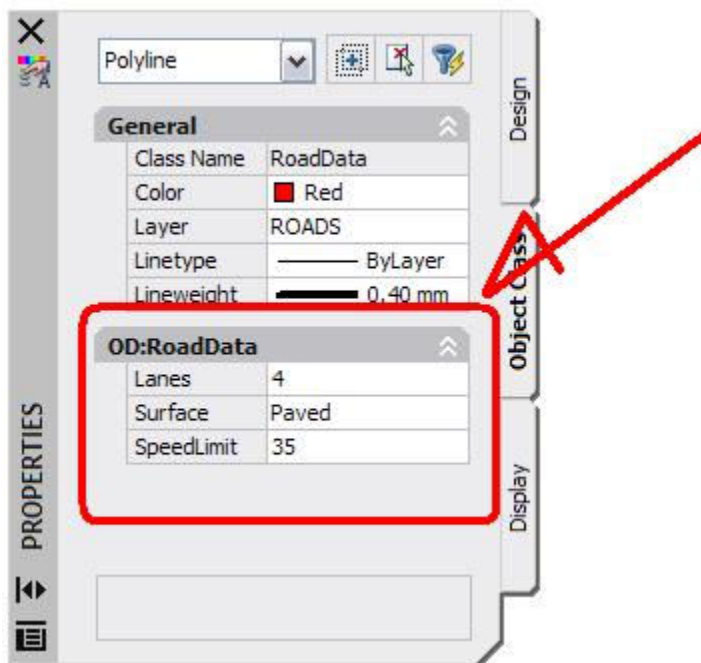 Polyline
General
Class Name RoadData
Color Red
Layer ROADS
Linetype ByLayer
Lineweight 0.40 mm
OD:RoadData
Lanes 4
Surface Paved
SpeedLimit 35
Design
Object Class
Display
PROPERTIES